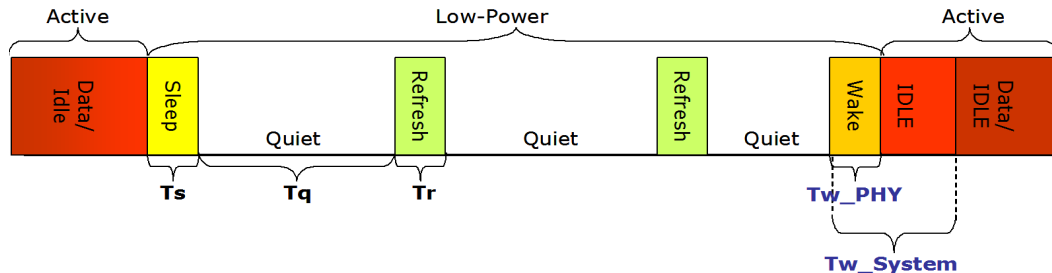 Active
Low-Power
Active
Data/
Idle
Sleep
Refresh
Refresh
Wake
IDLE
Data/
IDLE
Quiet
Quiet
Quiet
Ts
Tq
Tr
Tw_PHY
Tw_System